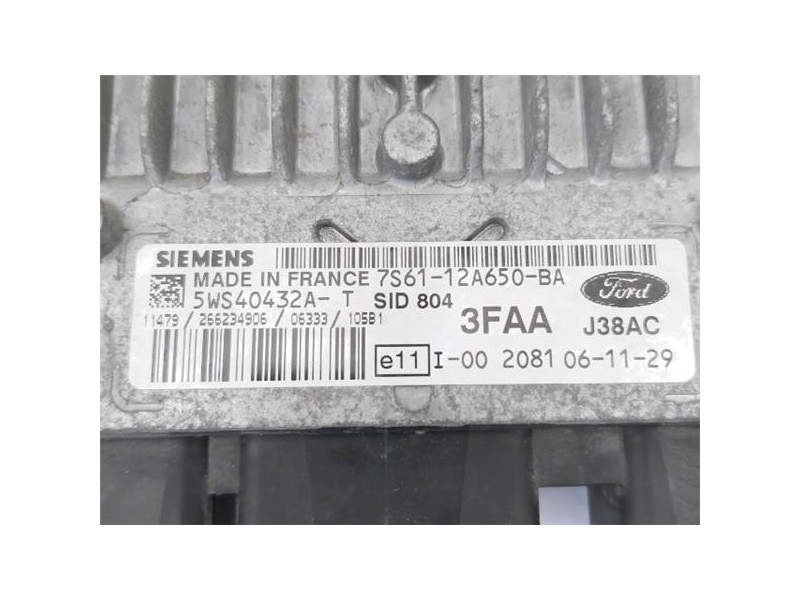 SIEMENS
MADE IN FRANCE 7S61-12A650-BA
5WS40432A-T SID 804
Ford
11479 / 266234906 / 06333 / 105B1
3FAA J38AC
e11 I-00 2081 06-11-29